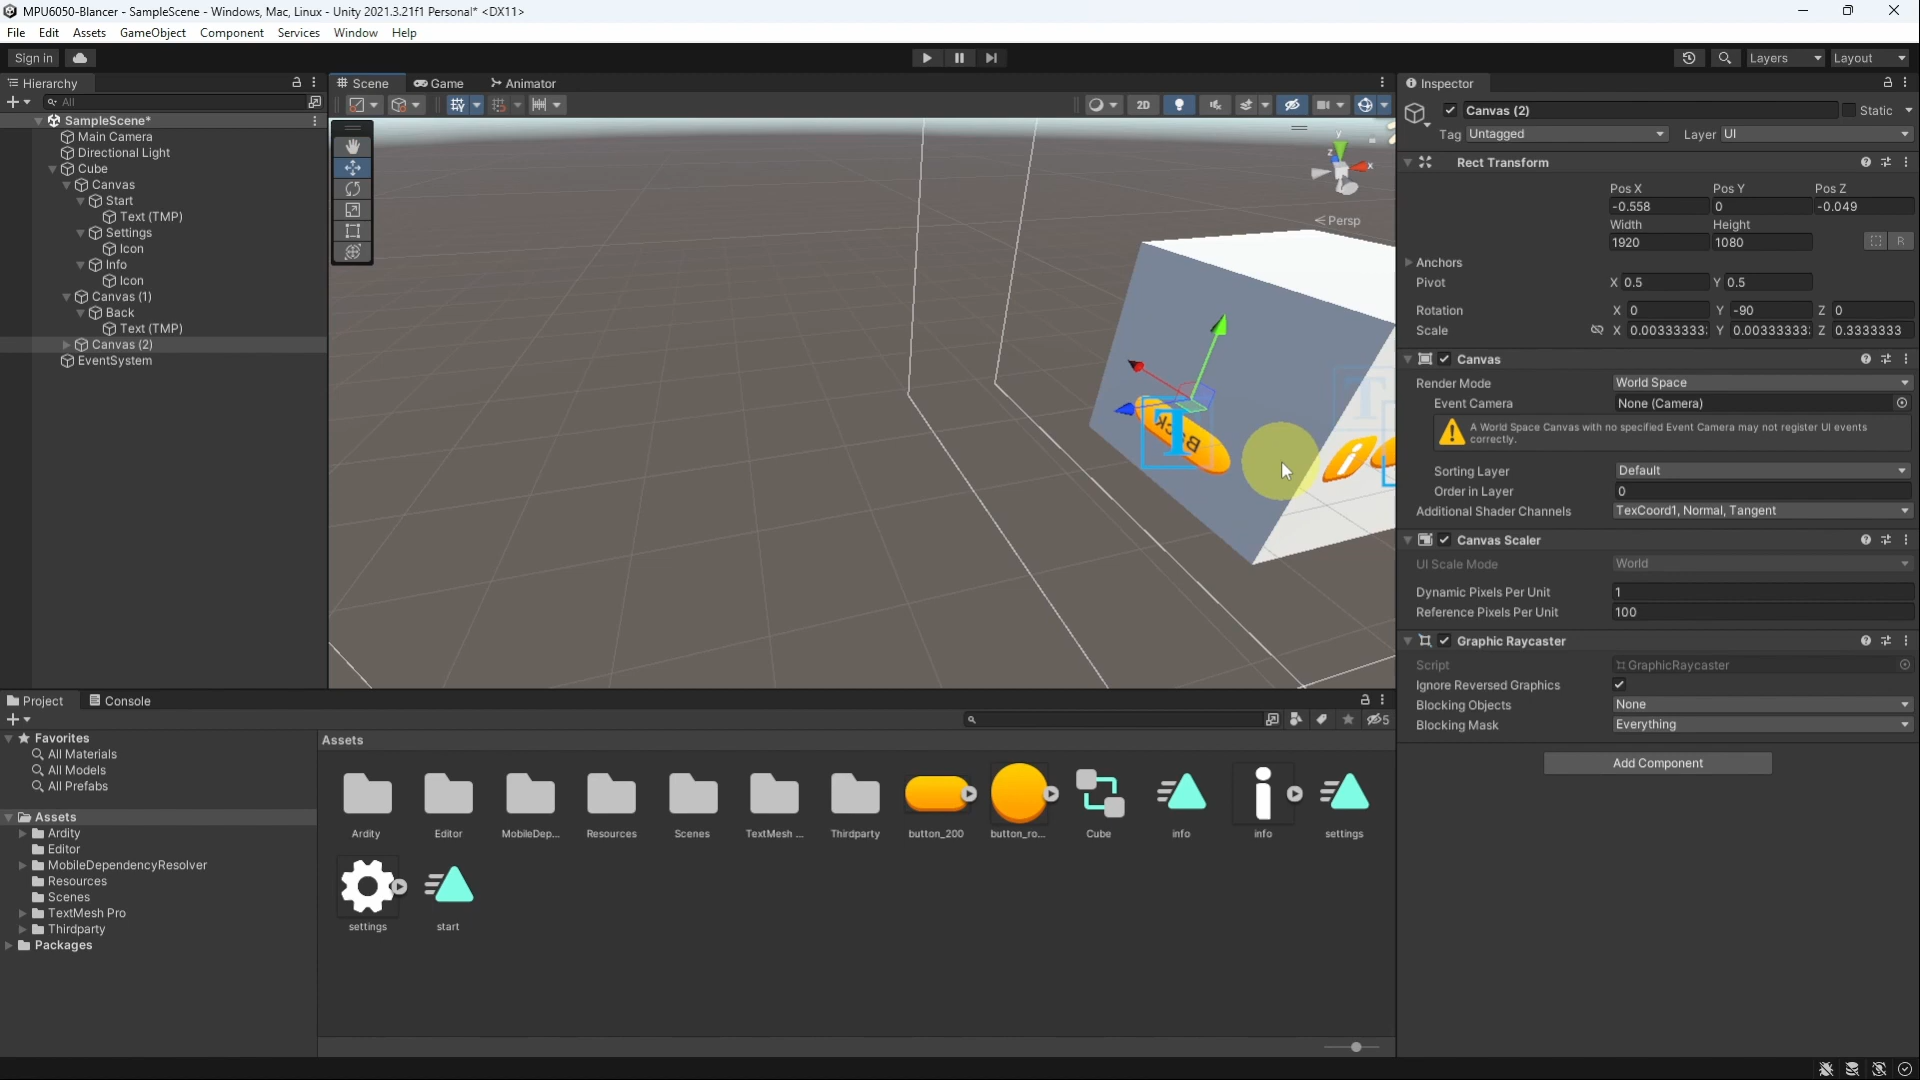 MPU6050-Blancer - SampleScene - Windows, Mac, Linux - Unity 2021.3.21f1 Personal* <DX11>
File Edit Assets GameObject Component Services Window Help
Sign in
Layers
Layout
Hierarchy
All
SampleScene*
Main Camera
Directional Light
Cube
Canvas
Start
Text (TMP)
Settings
Icon
Info
Icon
Canvas (1)
Back
Text (TMP)
Canvas (2)
EventSystem
Scene
Game
Animator
2D
y
x
z
Persp
Back
Inspector
Canvas (2)
Static
Tag Untagged
Layer UI
Rect Transform
Pos X Pos Y Pos Z
-0.558 0 -0.049
Width Height
1920 1080
R
Anchors
Pivot X 0.5 Y 0.5
Rotation X 0 Y -90 Z 0
Scale X 0.00333333: Y 0.00333333: Z 0.3333333
Canvas
Render Mode World Space
Event Camera None (Camera)
A World Space Canvas with no specified Event Camera may not register UI events
correctly.
Sorting Layer Default
Order in Layer 0
Additional Shader Channels TexCoord1, Normal, Tangent
Canvas Scaler
UI Scale Mode World
Dynamic Pixels Per Unit 1
Reference Pixels Per Unit 100
Graphic Raycaster
Script GraphicRaycaster
Ignore Reversed Graphics
Blocking Objects None
Blocking Mask Everything
Add Component
Project
Console
5
Favorites
All Materials
All Models
All Prefabs
Assets
Ardity
Editor
MobileDependencyResolver
Resources
Scenes
TextMesh Pro
Thirdparty
Packages
Assets
Ardity Editor MobileDep... Resources Scenes TextMesh ... Thirdparty button_200 button_ro... Cube info info settings
settings start